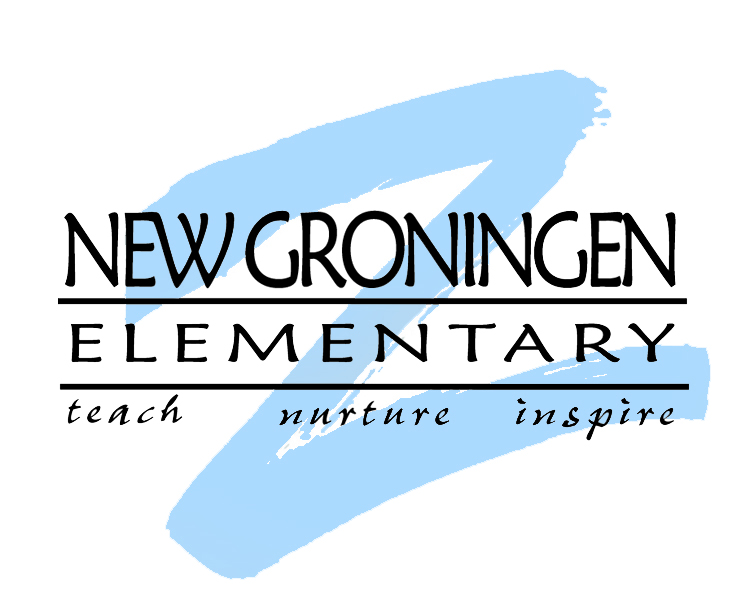 NEW GRONINGEN
ELEMENTARY
teach nurture inspire